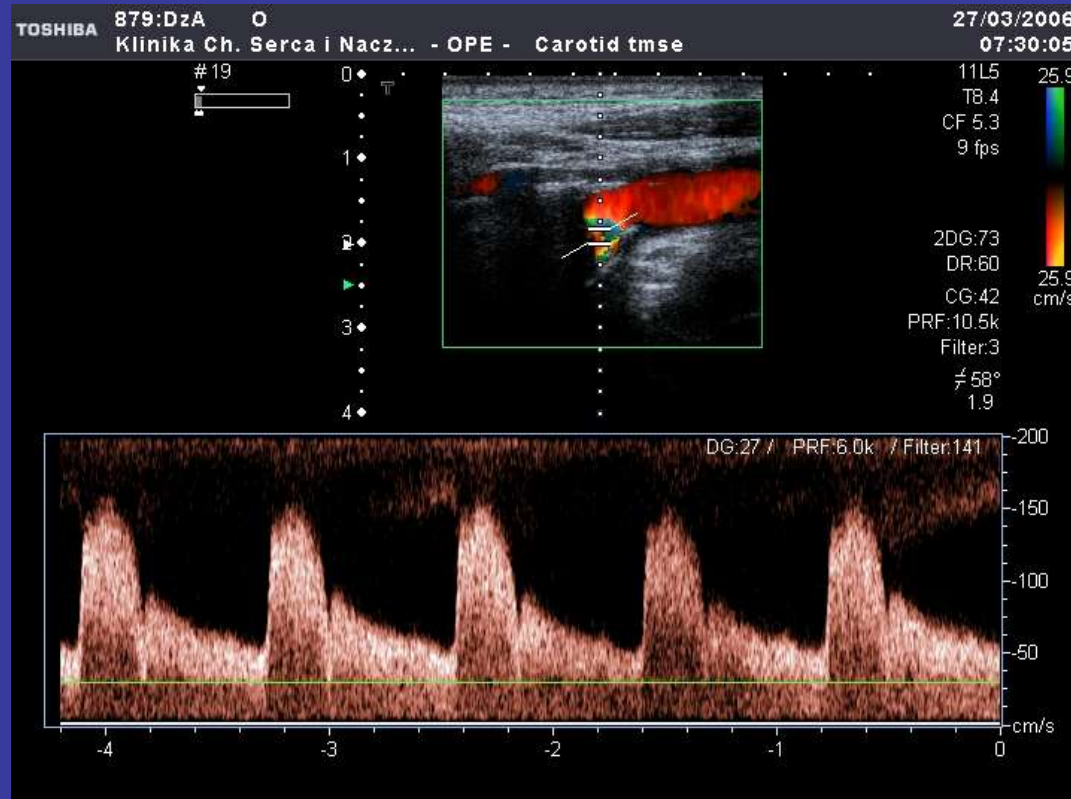 TOSHIBA
879:DzA O
27/03/2006
Klinika Ch. Serca i Nacz... - OPE - Carotid tmse
07:30:05
#19
0
T
11L5
25.9
T8.4
CF 5.3
9 fps
1
2
2DG:73
DR:60
25.9
cm/s
CG:42
PRF:10.5k
3
Filter:3
58°
1.9
4
DG:27 / PRF:6.0k / Filter:141
-200
-150
-100
-50
-cm/s
-4 -3 -2 -1 0